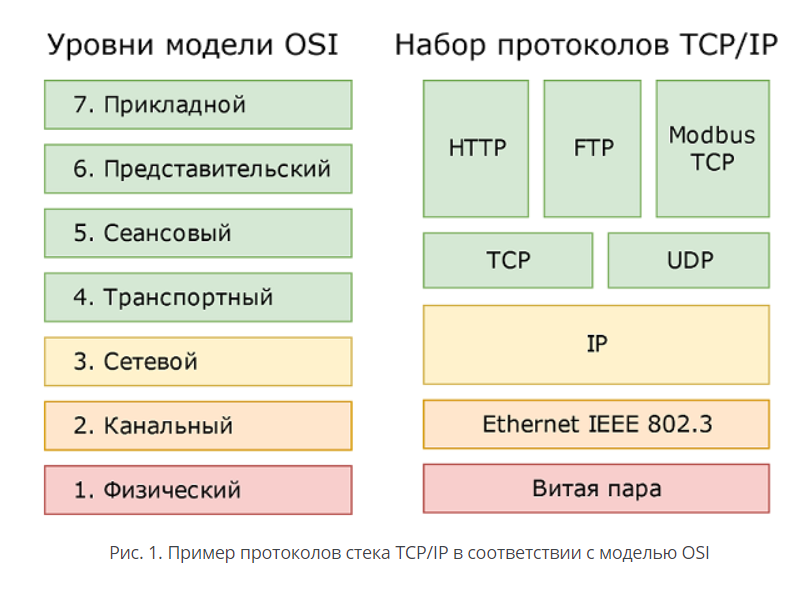 Уровни модели OSI
Набор протоколов TCP/IP
7. Прикладной
6. Представительский
5. Сеансовый
4. Транспортный
3. Сетевой
2. Канальный
1. Физический
HTTP
FTP
Modbus
TCP
TCP
UDP
IP
Ethernet IEEE 802.3
Витая пара
Рис. 1. Пример протоколов стека TCP/IP в соответствии с моделью OSI